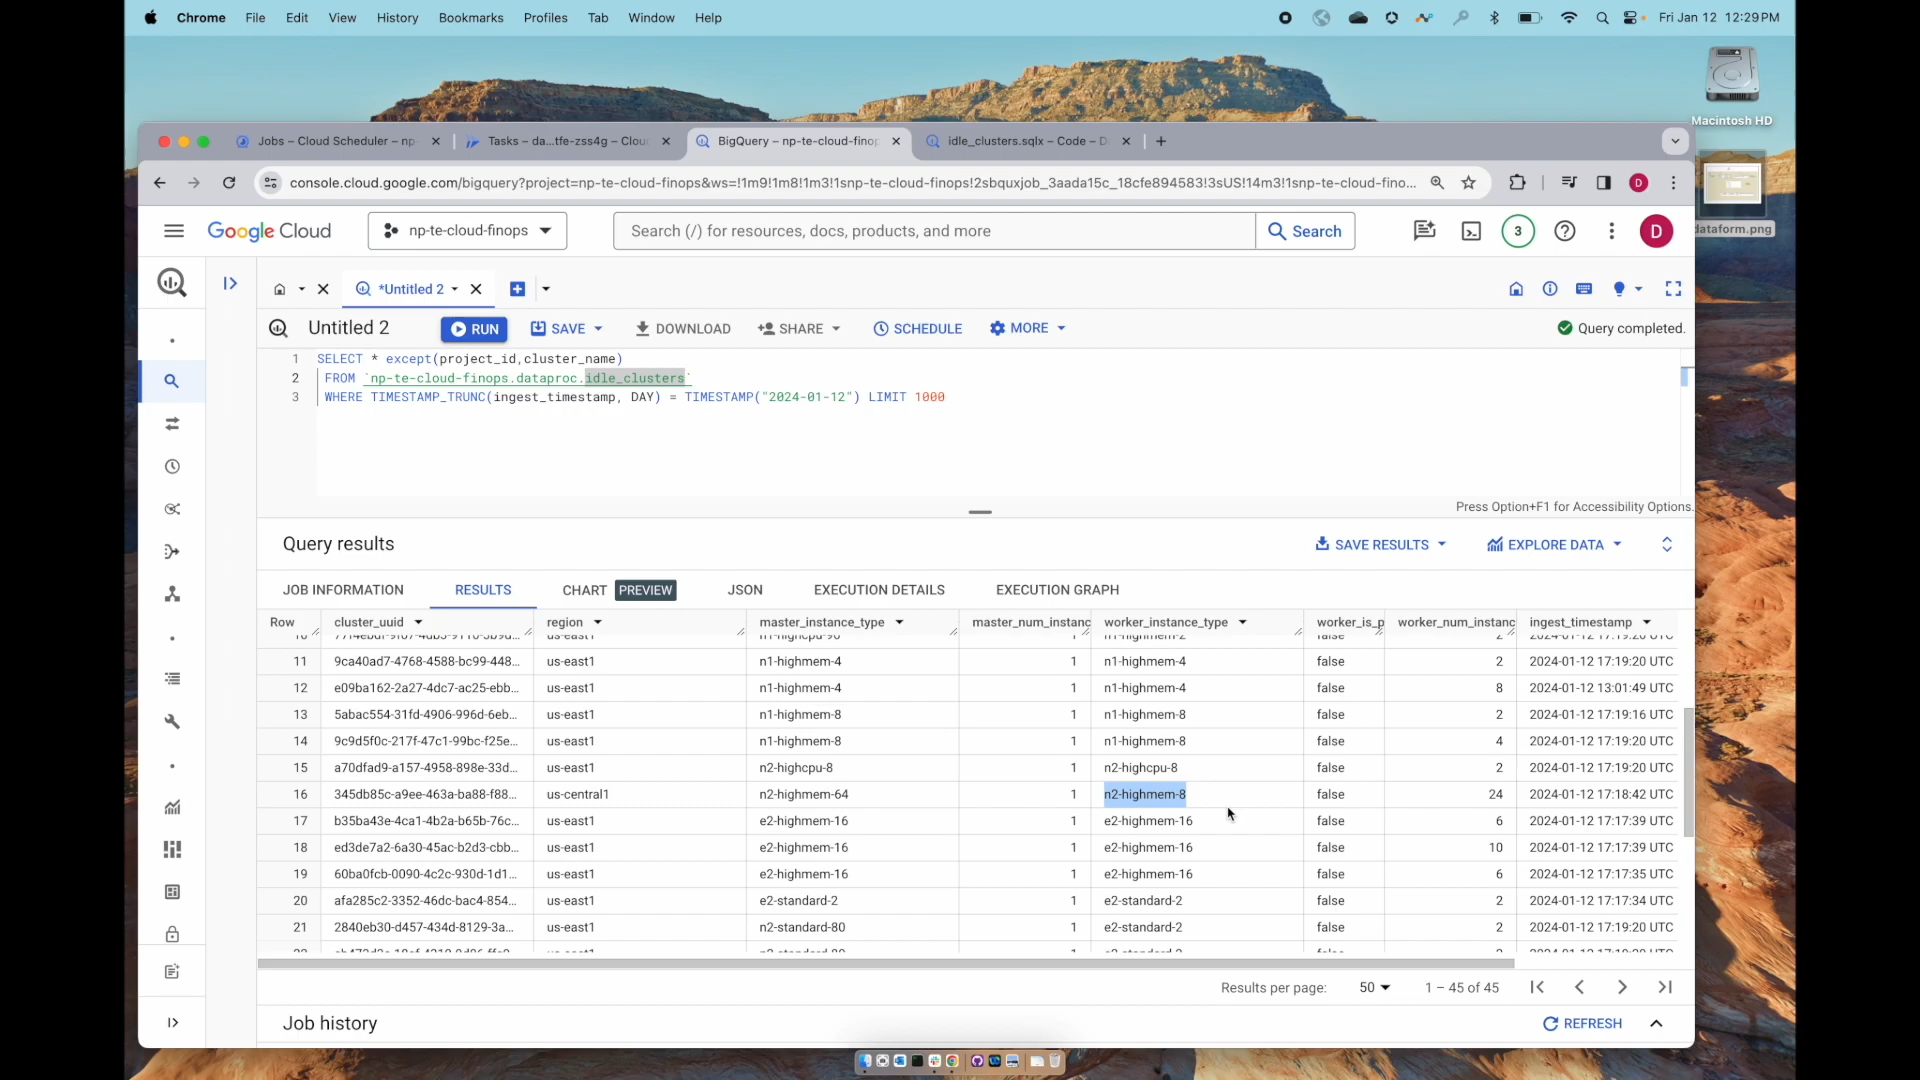 Chrome File Edit View History Bookmarks Profiles Tab Window Help Fri Jan 12 12:29 PM
Macintosh HD
Jobs – Cloud Scheduler – np- Tasks – da...tfe-zss4g – Clou BigQuery – np-te-cloud-finop idle_clusters.sqlx – Code – D
console.cloud.google.com/bigquery?project=np-te-cloud-finops&ws=!1m9!1m8!1m3!1snp-te-cloud-finops!2sbquxjob_3aada15c_18cfe894583!3sUS!14m3!1snp-te-cloud-fino... D
dataform.png
Google Cloud np-te-cloud-finops Search (/) for resources, docs, products, and more Search 3 D
*Untitled 2
Untitled 2 RUN SAVE DOWNLOAD SHARE SCHEDULE MORE Query completed.
1 SELECT * except(project_id,cluster_name)
2 FROM `np-te-cloud-finops.dataproc.idle_clusters`
3 WHERE TIMESTAMP_TRUNC(ingest_timestamp, DAY) = TIMESTAMP("2024-01-12") LIMIT 1000
Press Option+F1 for Accessibility Options.
Query results SAVE RESULTS EXPLORE DATA
JOB INFORMATION RESULTS CHART PREVIEW JSON EXECUTION DETAILS EXECUTION GRAPH
Row cluster_uuid region master_instance_type master_num_instanc worker_instance_type worker_is_p worker_num_instanc ingest_timestamp
11 9ca40ad7-4768-4588-bc99-448... us-east1 n1-highmem-4 1 n1-highmem-4 false 2 2024-01-12 17:19:20 UTC
12 e09ba162-2a27-4dc7-ac25-ebb... us-east1 n1-highmem-4 1 n1-highmem-4 false 8 2024-01-12 13:01:49 UTC
13 5abac554-31fd-4906-996d-6eb... us-east1 n1-highmem-8 1 n1-highmem-8 false 2 2024-01-12 17:19:16 UTC
14 9c9d5f0c-217f-47c1-99bc-f25e... us-east1 n1-highmem-8 1 n1-highmem-8 false 4 2024-01-12 17:19:20 UTC
15 a70dfad9-a157-4958-898e-33d... us-east1 n2-highcpu-8 1 n2-highcpu-8 false 2 2024-01-12 17:19:20 UTC
16 345db85c-a9ee-463a-ba88-f88... us-central1 n2-highmem-64 1 n2-highmem-8 false 24 2024-01-12 17:18:42 UTC
17 b35ba43e-4ca1-4b2a-b65b-76c... us-east1 e2-highmem-16 1 e2-highmem-16 false 6 2024-01-12 17:17:39 UTC
18 ed3de7a2-6a30-45ac-b2d3-cbb... us-east1 e2-highmem-16 1 e2-highmem-16 false 10 2024-01-12 17:17:39 UTC
19 60ba0fcb-0090-4c2c-930d-1d1... us-east1 e2-highmem-16 1 e2-highmem-16 false 6 2024-01-12 17:17:35 UTC
20 afa285c2-3352-46dc-bac4-854... us-east1 e2-standard-2 1 e2-standard-2 false 2 2024-01-12 17:17:34 UTC
21 2840eb30-d457-434d-8129-3a... us-east1 n2-standard-80 1 e2-standard-2 false 2 2024-01-12 17:19:20 UTC
Results per page: 50 1 – 45 of 45
Job history REFRESH